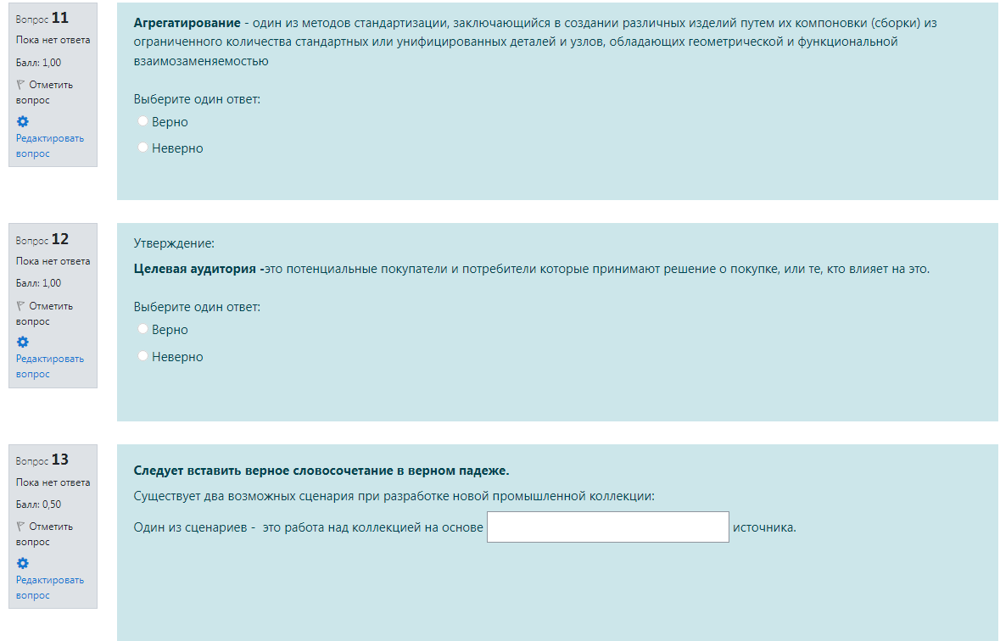 Вопрос 11
Пока нет ответа
Балл: 1,00
Отметить
вопрос
Редактировать
вопрос
Агрегатирование - один из методов стандартизации, заключающийся в создании различных изделий путем их компоновки (сборки) из
ограниченного количества стандартных или унифицированных деталей и узлов, обладающих геометрической и функциональной
взаимозаменяемостью
Выберите один ответ:
Верно
Неверно
Вопрос 12
Пока нет ответа
Балл: 1,00
Отметить
вопрос
Редактировать
вопрос
Утверждение:
Целевая аудитория -это потенциальные покупатели и потребители которые принимают решение о покупке, или те, кто влияет на это.
Выберите один ответ:
Верно
Неверно
Вопрос 13
Пока нет ответа
Балл: 0,50
Отметить
вопрос
Редактировать
вопрос
Следует вставить верное словосочетание в верном падеже.
Существует два возможных сценария при разработке новой промышленной коллекции:
Один из сценариев - это работа над коллекцией на основе источника.